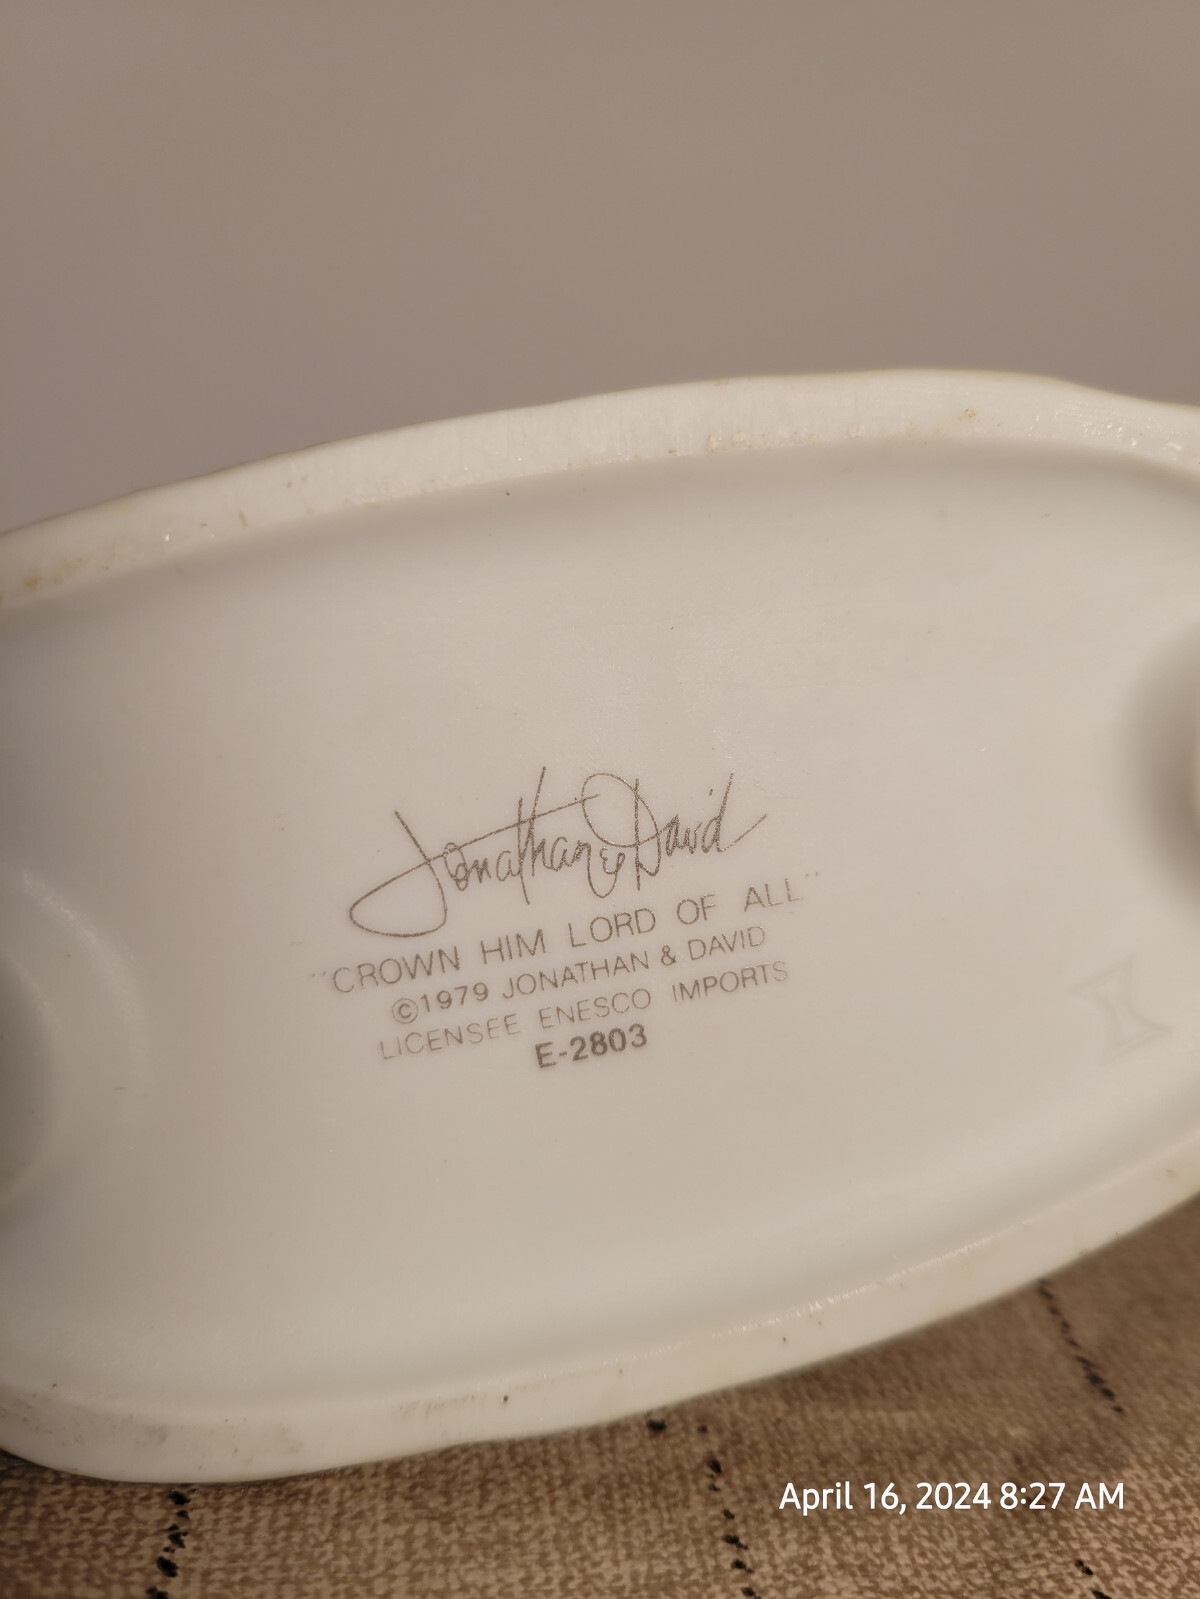 Jonathan & David
"CROWN HIM LORD OF ALL"
©1979 JONATHAN & DAVID
LICENSEE ENESCO IMPORTS
E-2803
April 16, 2024 8:27 AM